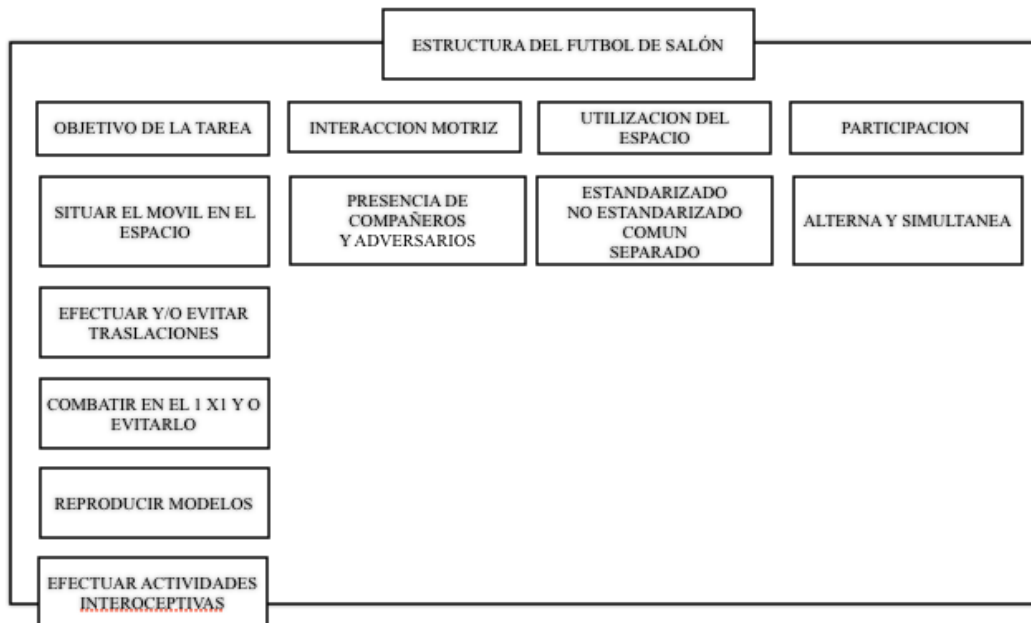 ESTRUCTURA DEL FUTBOL DE SALÓN
OBJETIVO DE LA TAREA
INTERACCION MOTRIZ
UTILIZACION DEL
ESPACIO
PARTICIPACION
SITUAR EL MOVIL EN EL
ESPACIO
PRESENCIA DE
COMPAÑEROS
Y ADVERSARIOS
ESTANDARIZADO
NO ESTANDARIZADO
COMUN
SEPARADO
ALTERNA Y SIMULTANEA
EFECTUAR Y/O EVITAR
TRASLACIONES
COMBATIR EN EL 1 X1 Y O
EVITARLO
REPRODUCIR MODELOS
EFECTUAR ACTIVIDADES
INTEROCEPTIVAS